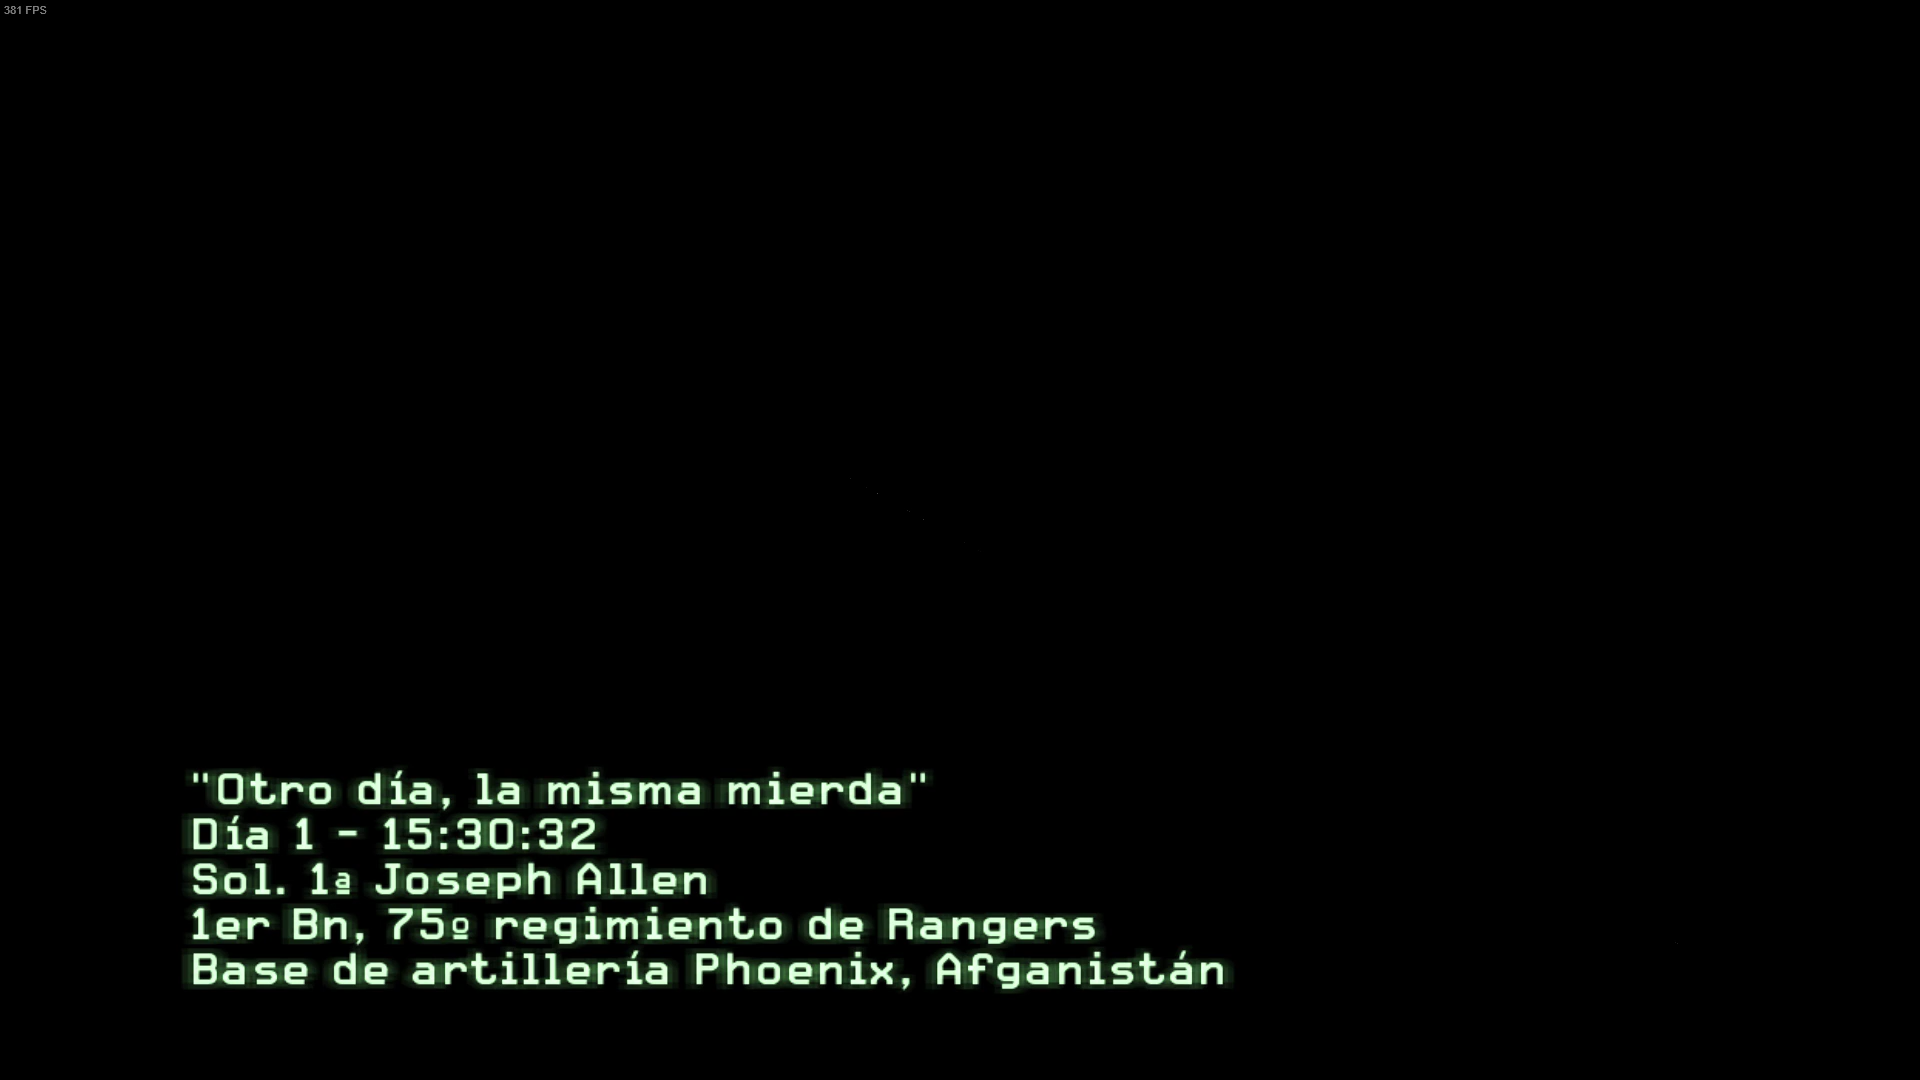 381 FPS
"Otro día, la misma mierda"
Día 1 - 15:30:32
Sol. 1ª Joseph Allen
1er Bn, 75º regimiento de Rangers
Base de artillería Phoenix, Afganistán